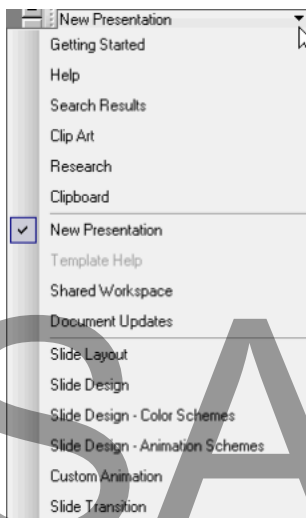 New Presentation
Getting Started
Help
Search Results
Clip Art
Research
Clipboard
New Presentation
Template Help
Shared Workspace
Document Updates
Slide Layout
Slide Design
Slide Design - Color Schemes
Slide Design - Animation Schemes
Custom Animation
Slide Transition
SA